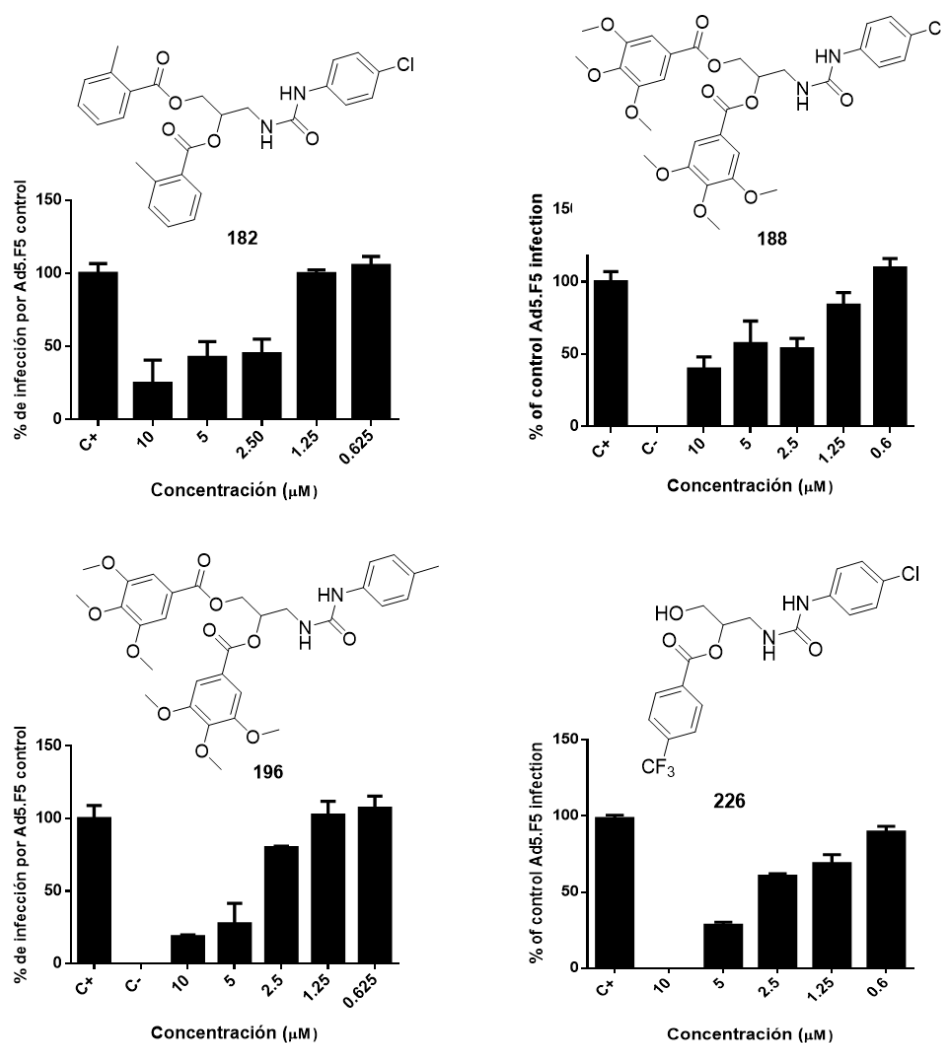 O
O
HN
Cl
O
O
N
H
O
182
% de infección por Ad5.F5 control
150
100
50
0
C+ 10 5 2.50 1.25 0.625
Concentración (μM)
O
O
O
O
O
HN
C
O
O
N
H
O
O
O
O
188
% of control Ad5.F5 infection
15
100
50
0
C+ C- 10 5 2.5 1.25 0.6
Concentración (μM)
O
O
O
O
O
HN
O
O
N
H
O
O
O
O
196
% de infección por Ad5.F5 control
150
100
50
0
C+ C- 10 5 2.5 1.25 0.625
Concentración (μM)
HO
HN
Cl
O
O
N
H
O
CF3
226
% of control Ad5.F5 infection
150
100
50
0
C+ 10 5 2.5 1.25 0.6
Concentración (μM)